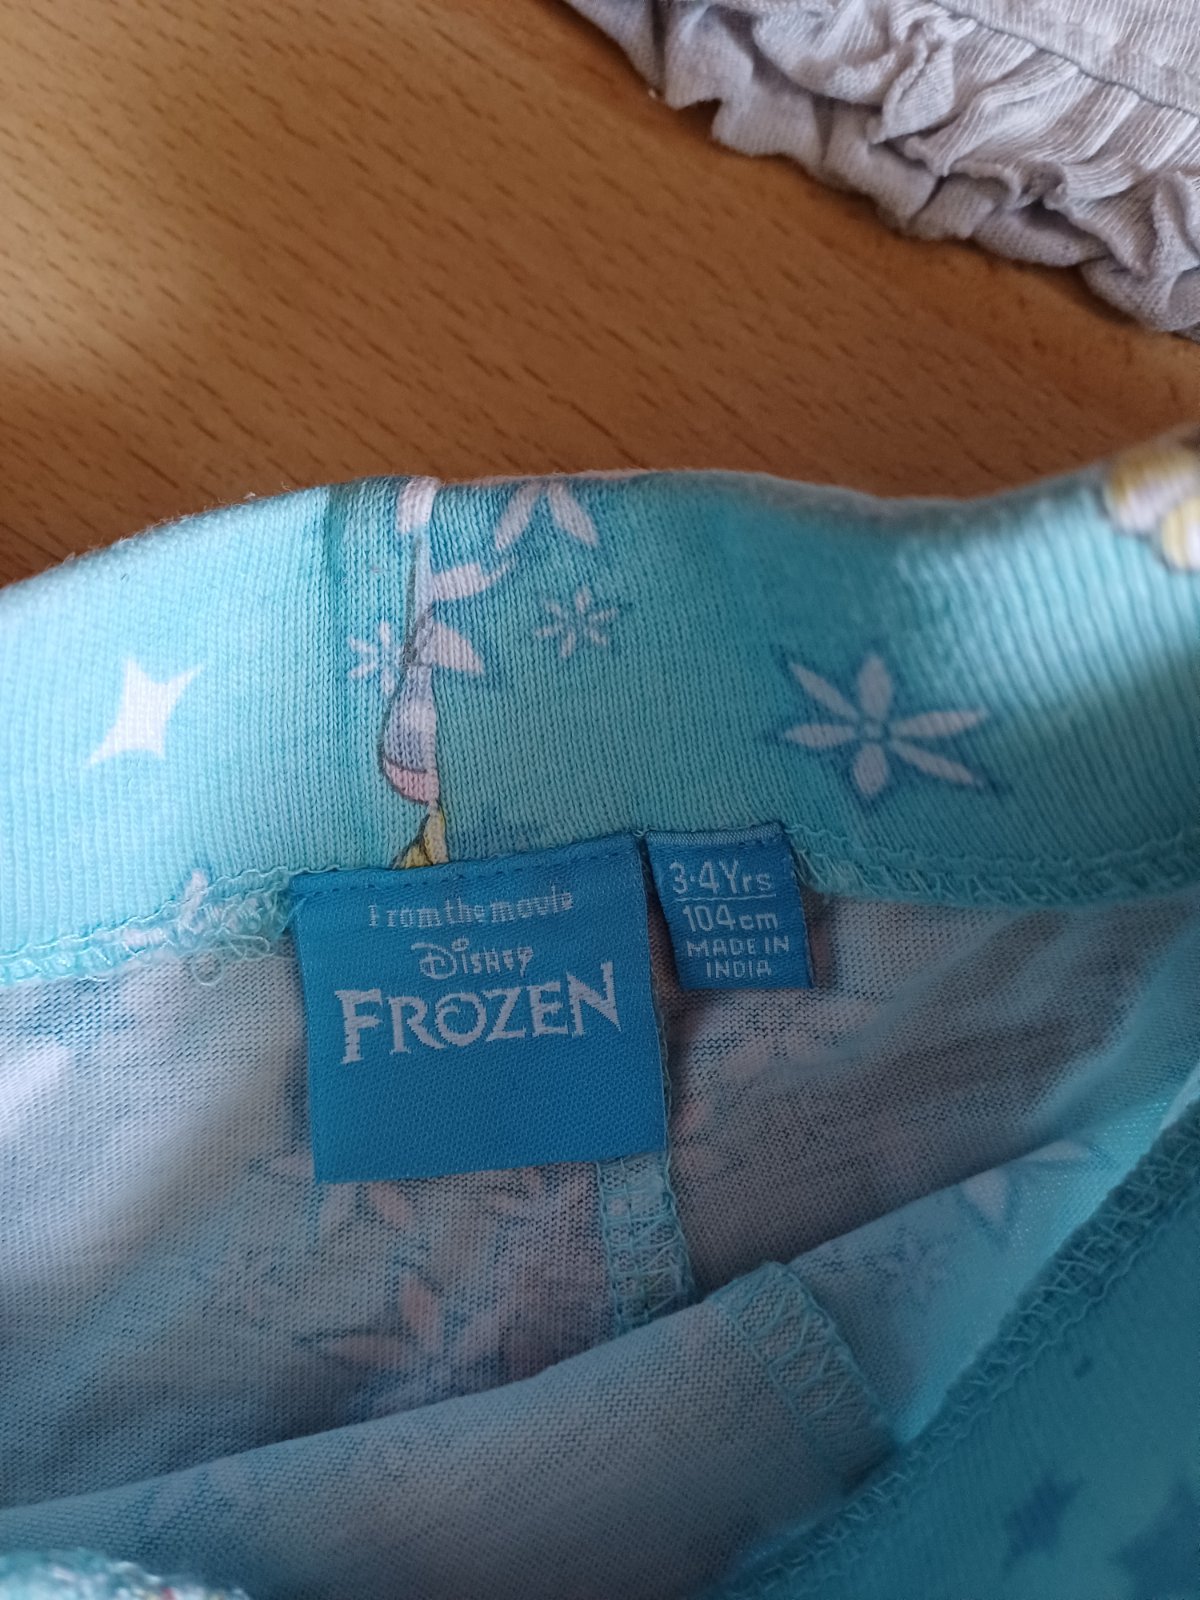 From the movie
Disney
FROZEN
3-4Yrs
104cm
MADE IN
INDIA